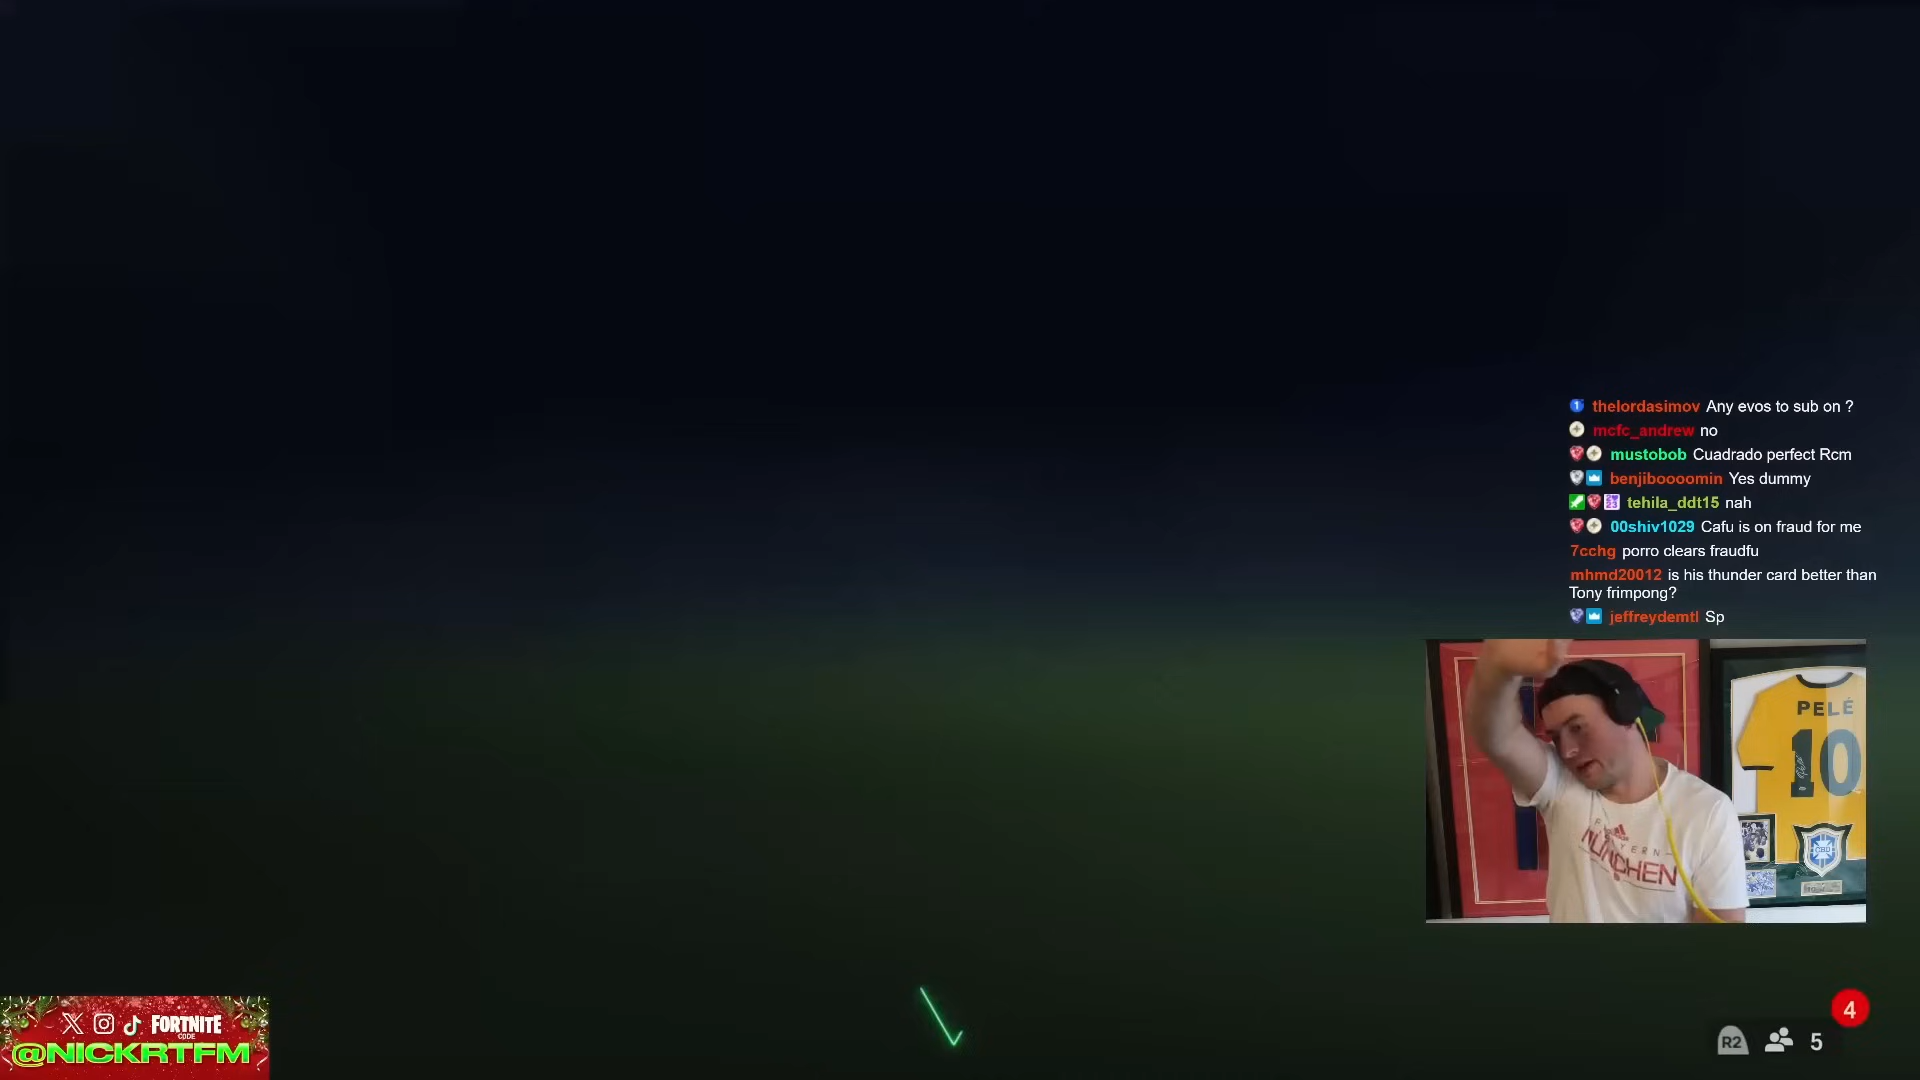 thelordasimov Any evos to sub on ?
mcfc_andrew no
mustobob Cuadrado perfect Rcm
benjiboooomin Yes dummy
tehila_ddt15 nah
00shiv1029 Cafu is on fraud for me
7cchg porro clears fraudfu
mhmd20012 is his thunder card better than
Tony frimpong?
jeffreydemtl Sp
PELÉ
10
MÜNCHEN
CBD
4
R2 5
FORTNITE
CODE
@NICKRTFM